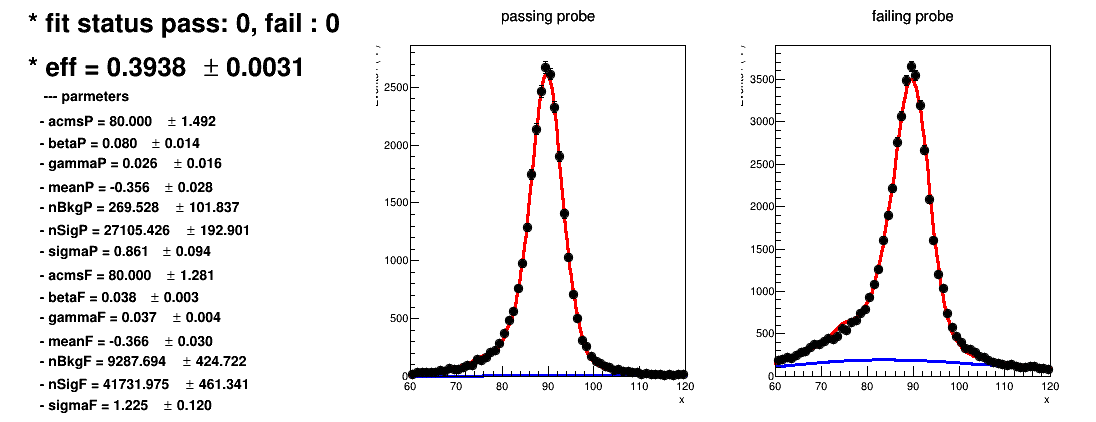 * fit status pass: 0, fail : 0
* eff = 0.3938 ± 0.0031
--- parmeters
- acmsP = 80.000 ± 1.492
- betaP = 0.080 ± 0.014
- gammaP = 0.026 ± 0.016
- meanP = -0.356 ± 0.028
- nBkgP = 269.528 ± 101.837
- nSigP = 27105.426 ± 192.901
- sigmaP = 0.861 ± 0.094
- acmsF = 80.000 ± 1.281
- betaF = 0.038 ± 0.003
- gammaF = 0.037 ± 0.004
- meanF = -0.366 ± 0.030
- nBkgF = 9287.694 ± 424.722
- nSigF = 41731.975 ± 461.341
- sigmaF = 1.225 ± 0.120
passing probe
2500
2000
1500
1000
500
0
60 70 80 90 100 110 120
x
failing probe
3500
3000
2500
2000
1500
1000
500
0
60 70 80 90 100 110 120
x